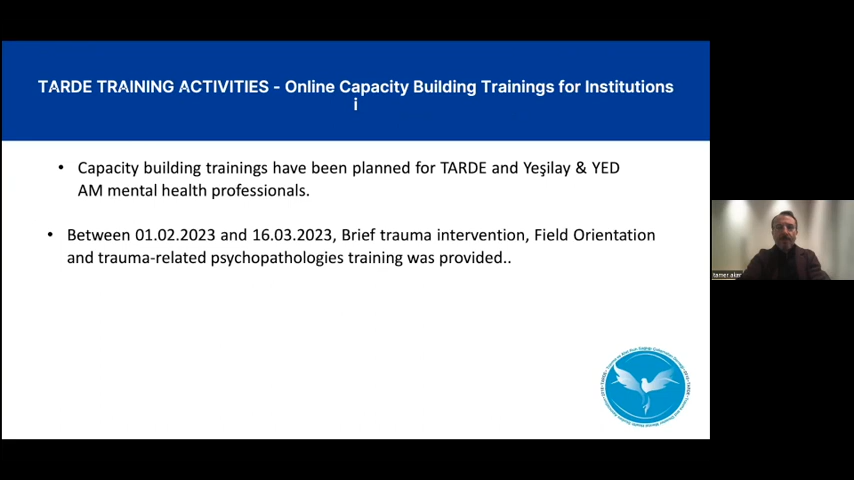 TARDE TRAINING ACTIVITIES - Online Capacity Building Trainings for Institutions
i
• Capacity building trainings have been planned for TARDE and Yeşilay & YED
AM mental health professionals.
• Between 01.02.2023 and 16.03.2023, Brief trauma intervention, Field Orientation
and trauma-related psychopathologies training was provided..